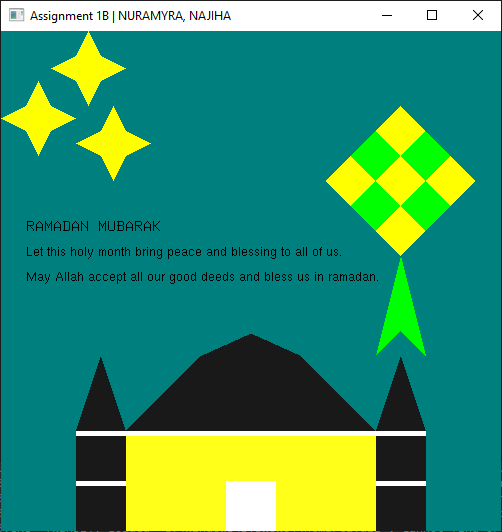 Assignment 1B | NURAMYRA, NAJIHA
RAMADAN MUBARAK
Let this holy month bring peace and blessing to all of us.
May Allah accept all our good deeds and bless us in ramadan.